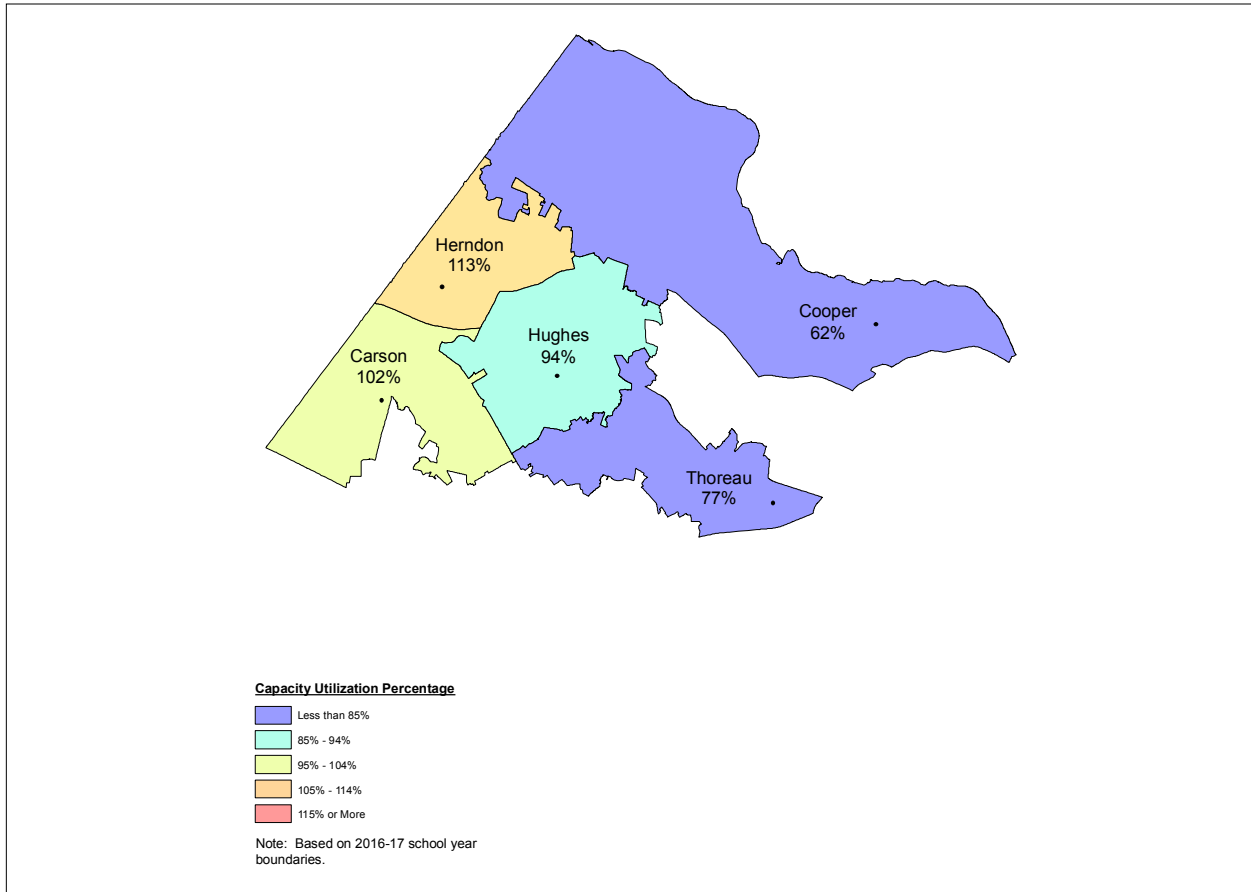 Herndon
113%
Cooper
62%
Hughes
94%
Carson
102%
Thoreau
77%
Capacity Utilization Percentage
Less than 85%
85% - 94%
95% - 104%
105% - 114%
115% or More
Note:  Based on 2016-17 school year
boundaries.